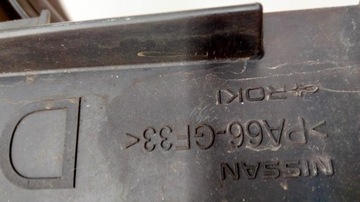 NISSAN
>PA66-GF33<
ROKI
D